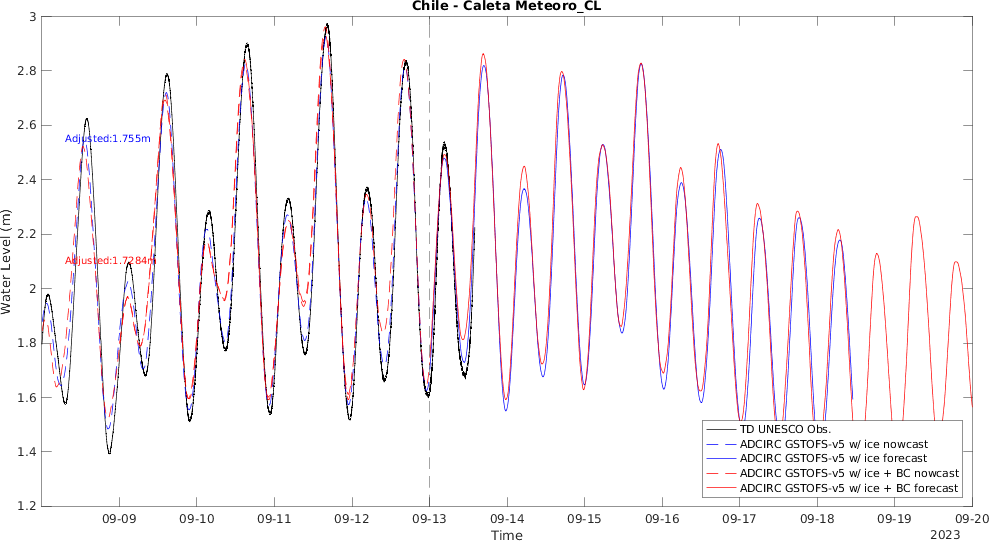 Chile - Caleta Meteoro_CL
Water Level (m)
3
2.8
2.6
2.4
2.2
2
1.8
1.6
1.4
1.2
Adjusted:1.755m
Adjusted:1.7284m
TD UNESCO Obs.
ADCIRC GSTOFS-v5 w/ ice nowcast
ADCIRC GSTOFS-v5 w/ ice forecast
ADCIRC GSTOFS-v5 w/ ice + BC nowcast
ADCIRC GSTOFS-v5 w/ ice + BC forecast
09-09 09-10 09-11 09-12 09-13 09-14 09-15 09-16 09-17 09-18 09-19 09-20
Time
2023